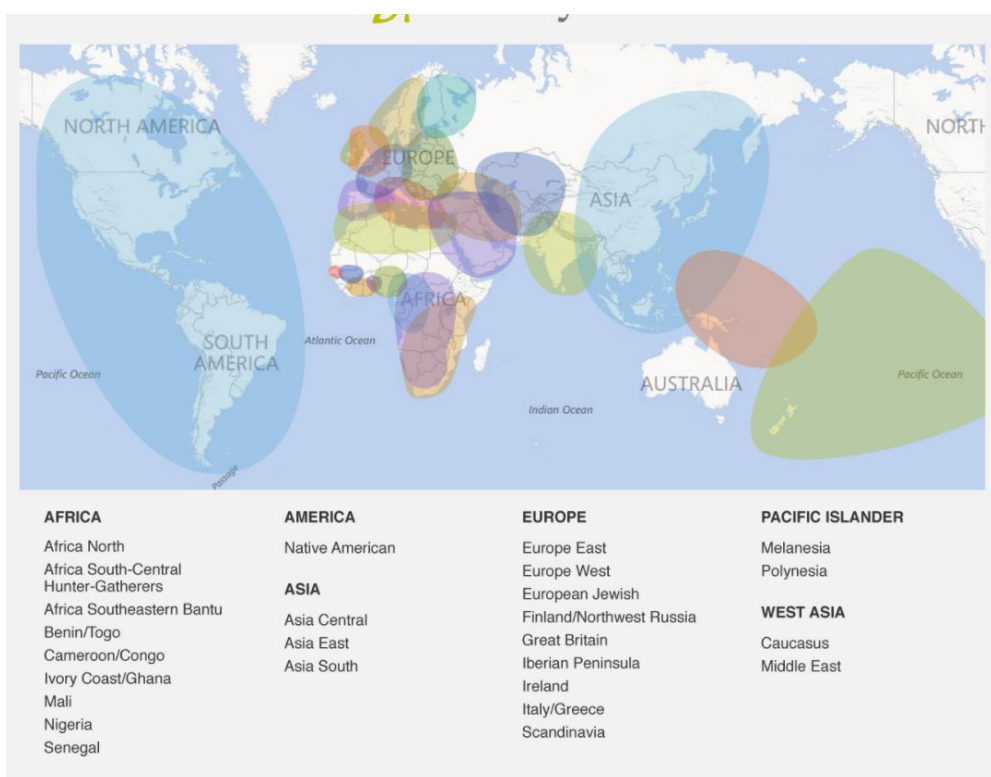 NORTH AMERICA
EUROPE
ASIA
NORTH
AFRICA
SOUTH
AMERICA
Atlantic Ocean
Pacific Ocean
AUSTRALIA
Pacific Ocean
Indian Ocean
Passage
AFRICA
Africa North
Africa South-Central
Hunter-Gatherers
Africa Southeastern Bantu
Benin/Togo
Cameroon/Congo
Ivory Coast/Ghana
Mali
Nigeria
Senegal
AMERICA
Native American
ASIA
Asia Central
Asia East
Asia South
EUROPE
Europe East
Europe West
European Jewish
Finland/Northwest Russia
Great Britain
Iberian Peninsula
Ireland
Italy/Greece
Scandinavia
PACIFIC ISLANDER
Melanesia
Polynesia
WEST ASIA
Caucasus
Middle East